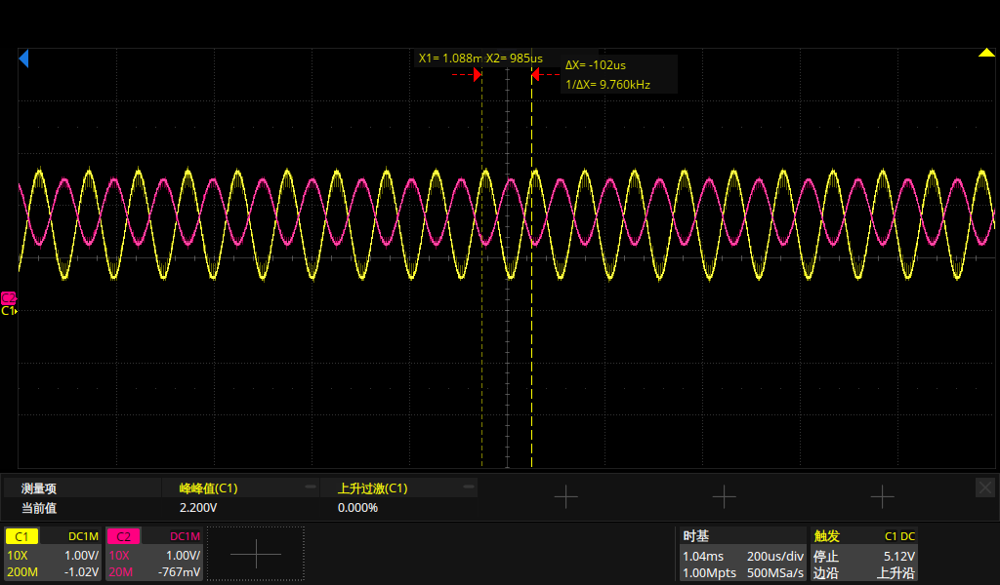 X1= 1.088m X2= 985us
ΔX= -102us
1/ΔX= 9.760kHz
C2
C1
测量项 峰峰值(C1) 上升过激(C1)
当前值 2.200V 0.000%
C1 DC1M
10X 1.00V/
200M -1.02V
C2 DC1M
10X 1.00V/
20M -767mV
时基
1.04ms 200us/div
1.00Mpts 500MSa/s
触发 C1 DC
停止 5.12V
边沿 上升沿